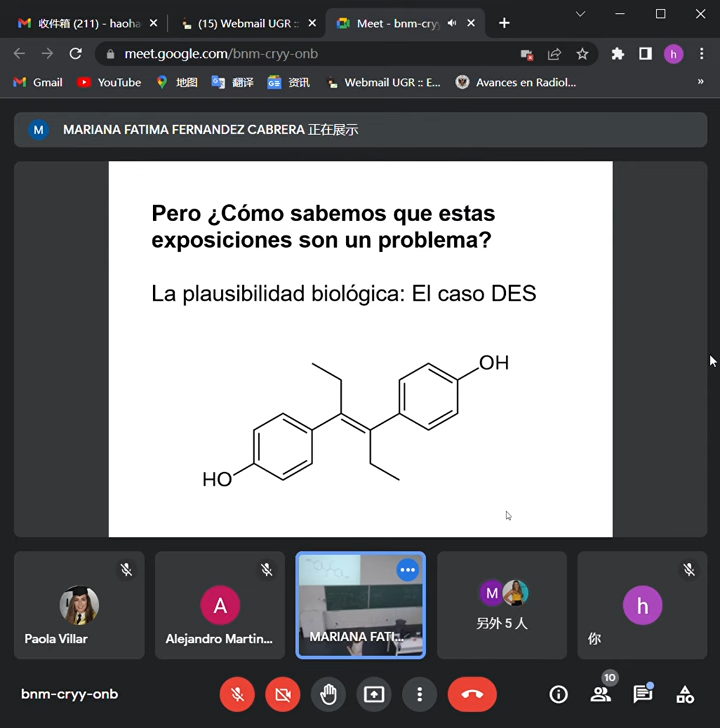 收件箱 (211) - haoha
(15) Webmail UGR ::
Meet - bnm-cry
meet.google.com/bnm-cryy-onb
h
Gmail
YouTube
地图
翻译
资讯
Webmail UGR :: E...
Avances en Radiol...
»
M
MARIANA FATIMA FERNANDEZ CABRERA 正在展示
Pero ¿Cómo sabemos que estas
exposiciones son un problema?
La plausibilidad biológica: El caso DES
OH
HO
Paola Villar
A
Alejandro Martin...
MARIANA FATI...
M
另外 5 人
h
你
bnm-cryy-onb
10